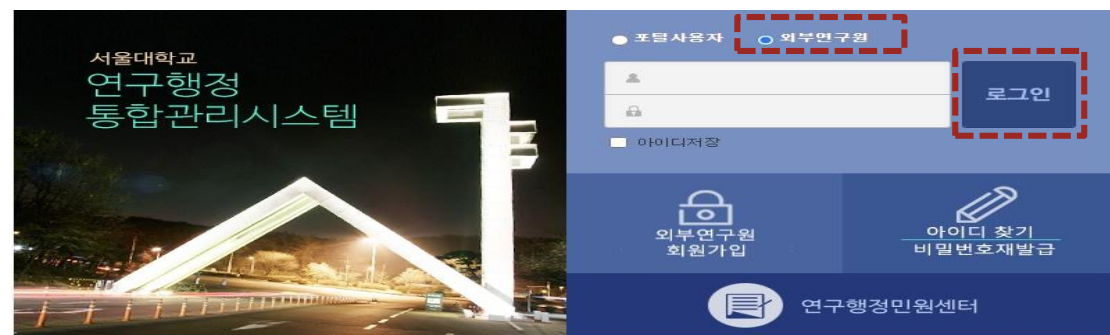 서울대학교
연구행정
통합관리시스템
포털사용자 외부연구원
로그인
아이디저장
외부연구원
회원가입
아이디 찾기
비밀번호재발급
연구행정민원센터